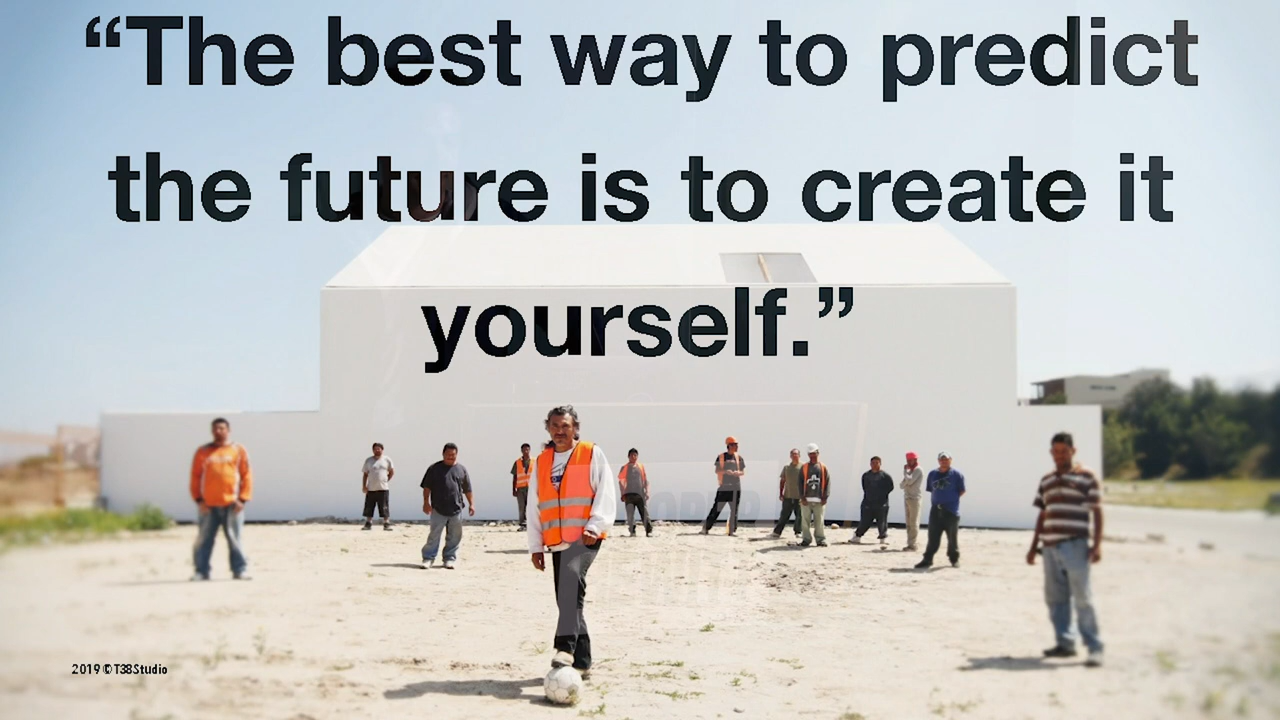 “The best way to predict
the future is to create it
yourself.”
2019 © T38Studio